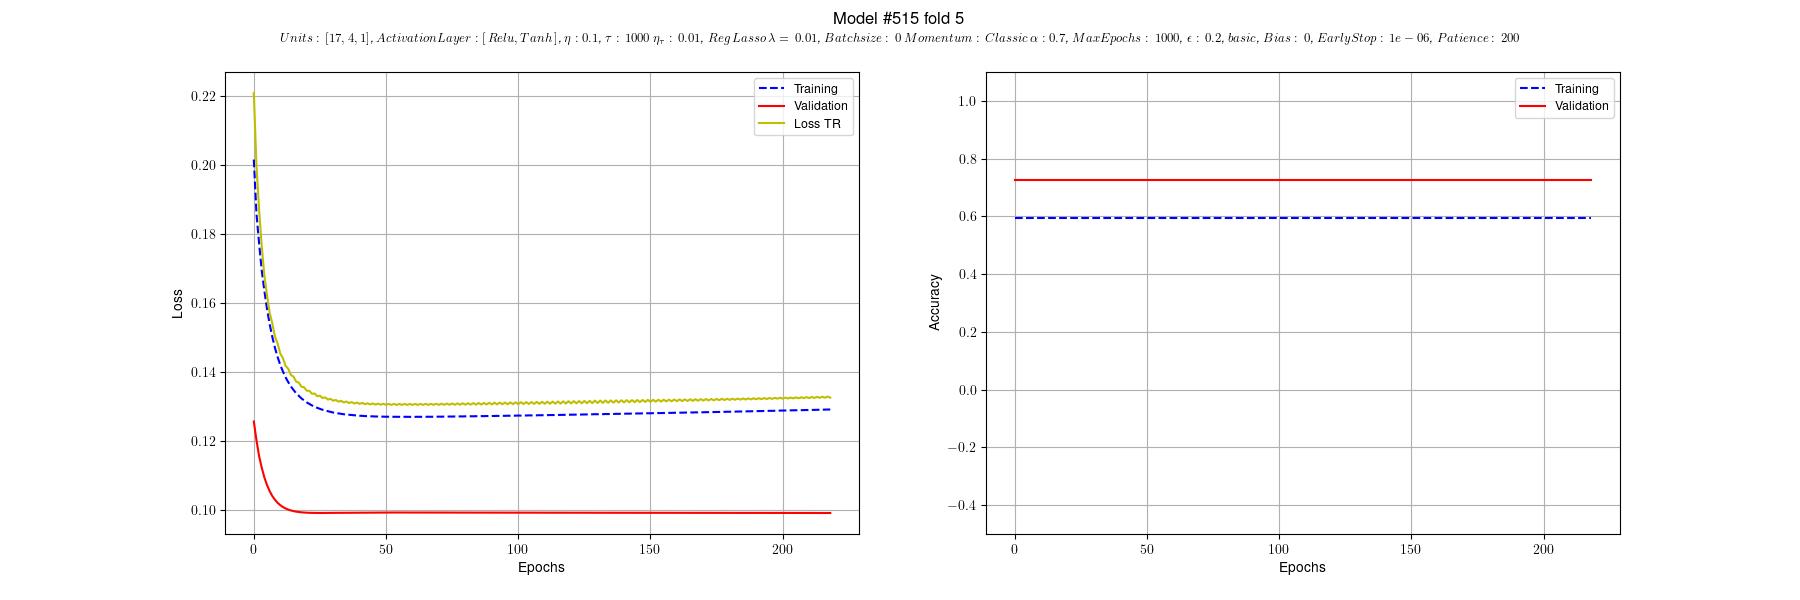 Model #515 fold 5
Units : [17, 4, 1], ActivationLayer : [ Relu, Tanh], η : 0.1, τ : 1000 η_τ : 0.01, Reg Lasso λ = 0.01, Batchsize : 0 Momentum : Classic α : 0.7, MaxEpochs : 1000, ϵ : 0.2, basic, Bias : 0, EarlyStop : 1e − 06, Patience : 200
Loss
0.22
0.20
0.18
0.16
0.14
0.12
0.10
0 50 100 150 200
Epochs
Training
Validation
Loss TR
Accuracy
1.0
0.8
0.6
0.4
0.2
0.0
−0.2
−0.4
0 50 100 150 200
Epochs
Training
Validation